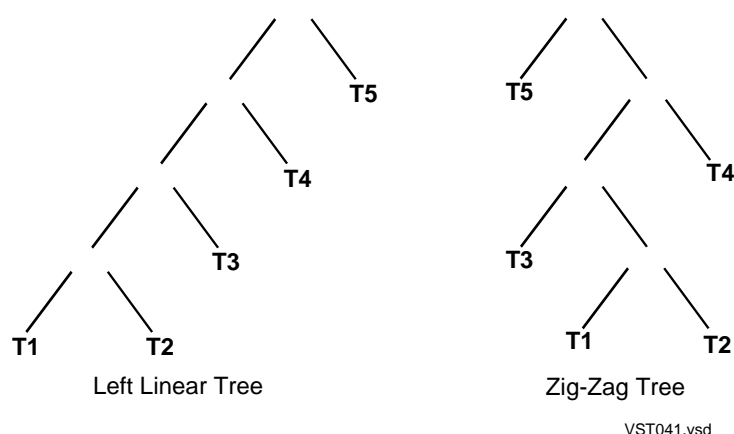 T5
T4
T3
T1 T2
Left Linear Tree
T5
T4
T3
T1
T2
Zig-Zag Tree
VST041.vsd